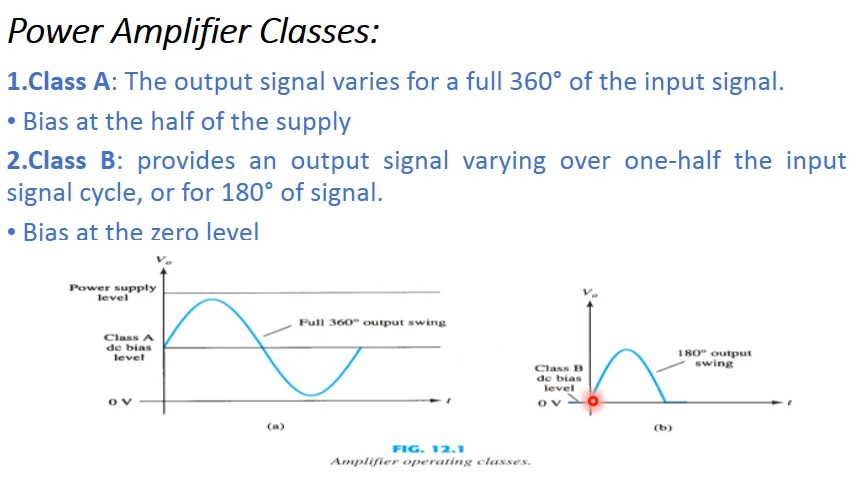 Power Amplifier Classes:
1.Class A: The output signal varies for a full 360° of the input signal.
• Bias at the half of the supply
2.Class B: provides an output signal varying over one-half the input
signal cycle, or for 180° of signal.
• Bias at the zero level
Vo
Power supply
level
Full 360° output swing
Class A
dc bias
level
0 V
t
(a)
Vo
180° output
swing
Class B
dc bias
level
0 V
t
(b)
FIG. 12.1
Amplifier operating classes.